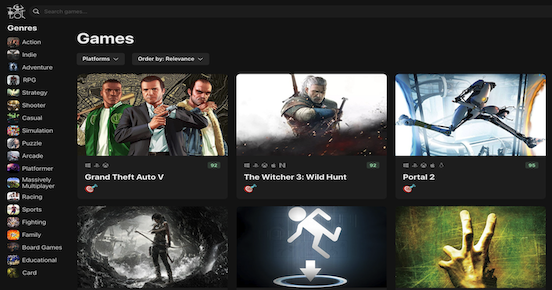 Search games...
Genres
Action
Indie
Adventure
RPG
Strategy
Shooter
Casual
Simulation
Puzzle
Arcade
Platformer
Massively
Multiplayer
Racing
Sports
Fighting
Family
Board Games
Educational
Card
Games
Platforms
Order by: Relevance
92
Grand Theft Auto V
92
The Witcher 3: Wild Hunt
90
Portal 2